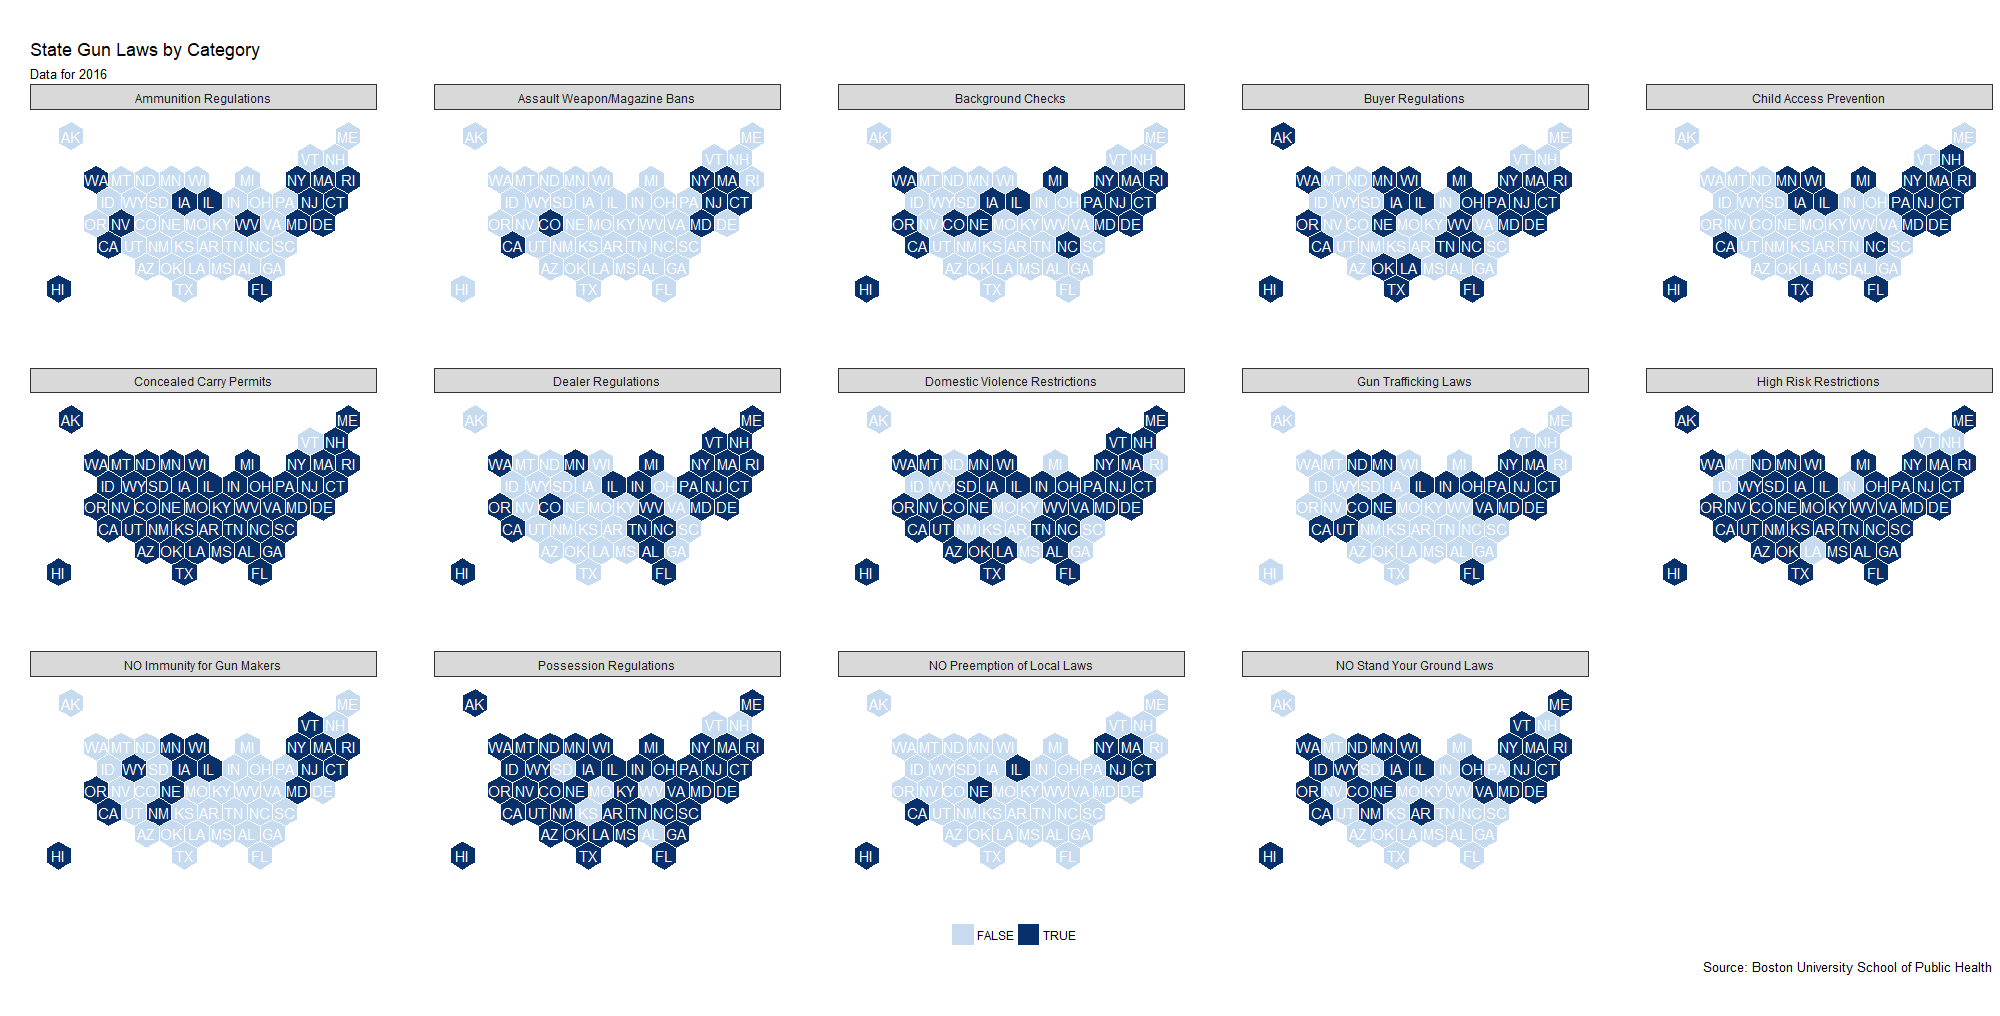 State Gun Laws by Category
Data for 2016
Ammunition Regulations
AK ME
VT NH
WA MT ND MN WI MI NY MA RI
ID WY SD IA IL IN OH PA NJ CT
OR NV CO NE MO KY WV VA MD DE
CA UT NM KS AR TN NC SC
AZ OK LA MS AL GA
HI TX FL
Assault Weapon/Magazine Bans
AK ME
VT NH
WA MT ND MN WI MI NY MA RI
ID WY SD IA IL IN OH PA NJ CT
OR NV CO NE MO KY WV VA MD DE
CA UT NM KS AR TN NC SC
AZ OK LA MS AL GA
HI TX FL
Background Checks
AK ME
VT NH
WA MT ND MN WI MI NY MA RI
ID WY SD IA IL IN OH PA NJ CT
OR NV CO NE MO KY WV VA MD DE
CA UT NM KS AR TN NC SC
AZ OK LA MS AL GA
HI TX FL
Buyer Regulations
AK ME
VT NH
WA MT ND MN WI MI NY MA RI
ID WY SD IA IL IN OH PA NJ CT
OR NV CO NE MO KY WV VA MD DE
CA UT NM KS AR TN NC SC
AZ OK LA MS AL GA
HI TX FL
Child Access Prevention
AK ME
VT NH
WA MT ND MN WI MI NY MA RI
ID WY SD IA IL IN OH PA NJ CT
OR NV CO NE MO KY WV VA MD DE
CA UT NM KS AR TN NC SC
AZ OK LA MS AL GA
HI TX FL
Concealed Carry Permits
AK ME
VT NH
WA MT ND MN WI MI NY MA RI
ID WY SD IA IL IN OH PA NJ CT
OR NV CO NE MO KY WV VA MD DE
CA UT NM KS AR TN NC SC
AZ OK LA MS AL GA
HI TX FL
Dealer Regulations
AK ME
VT NH
WA MT ND MN WI MI NY MA RI
ID WY SD IA IL IN OH PA NJ CT
OR NV CO NE MO KY WV VA MD DE
CA UT NM KS AR TN NC SC
AZ OK LA MS AL GA
HI TX FL
Domestic Violence Restrictions
AK ME
VT NH
WA MT ND MN WI MI NY MA RI
ID WY SD IA IL IN OH PA NJ CT
OR NV CO NE MO KY WV VA MD DE
CA UT NM KS AR TN NC SC
AZ OK LA MS AL GA
HI TX FL
Gun Trafficking Laws
AK ME
VT NH
WA MT ND MN WI MI NY MA RI
ID WY SD IA IL IN OH PA NJ CT
OR NV CO NE MO KY WV VA MD DE
CA UT NM KS AR TN NC SC
AZ OK LA MS AL GA
HI TX FL
High Risk Restrictions
AK ME
VT NH
WA MT ND MN WI MI NY MA RI
ID WY SD IA IL IN OH PA NJ CT
OR NV CO NE MO KY WV VA MD DE
CA UT NM KS AR TN NC SC
AZ OK LA MS AL GA
HI TX FL
NO Immunity for Gun Makers
AK ME
VT NH
WA MT ND MN WI MI NY MA RI
ID WY SD IA IL IN OH PA NJ CT
OR NV CO NE MO KY WV VA MD DE
CA UT NM KS AR TN NC SC
AZ OK LA MS AL GA
HI TX FL
Possession Regulations
AK ME
VT NH
WA MT ND MN WI MI NY MA RI
ID WY SD IA IL IN OH PA NJ CT
OR NV CO NE MO KY WV VA MD DE
CA UT NM KS AR TN NC SC
AZ OK LA MS AL GA
HI TX FL
NO Preemption of Local Laws
AK ME
VT NH
WA MT ND MN WI MI NY MA RI
ID WY SD IA IL IN OH PA NJ CT
OR NV CO NE MO KY WV VA MD DE
CA UT NM KS AR TN NC SC
AZ OK LA MS AL GA
HI TX FL
NO Stand Your Ground Laws
AK ME
VT NH
WA MT ND MN WI MI NY MA RI
ID WY SD IA IL IN OH PA NJ CT
OR NV CO NE MO KY WV VA MD DE
CA UT NM KS AR TN NC SC
AZ OK LA MS AL GA
HI TX FL
FALSE TRUE
Source: Boston University School of Public Health